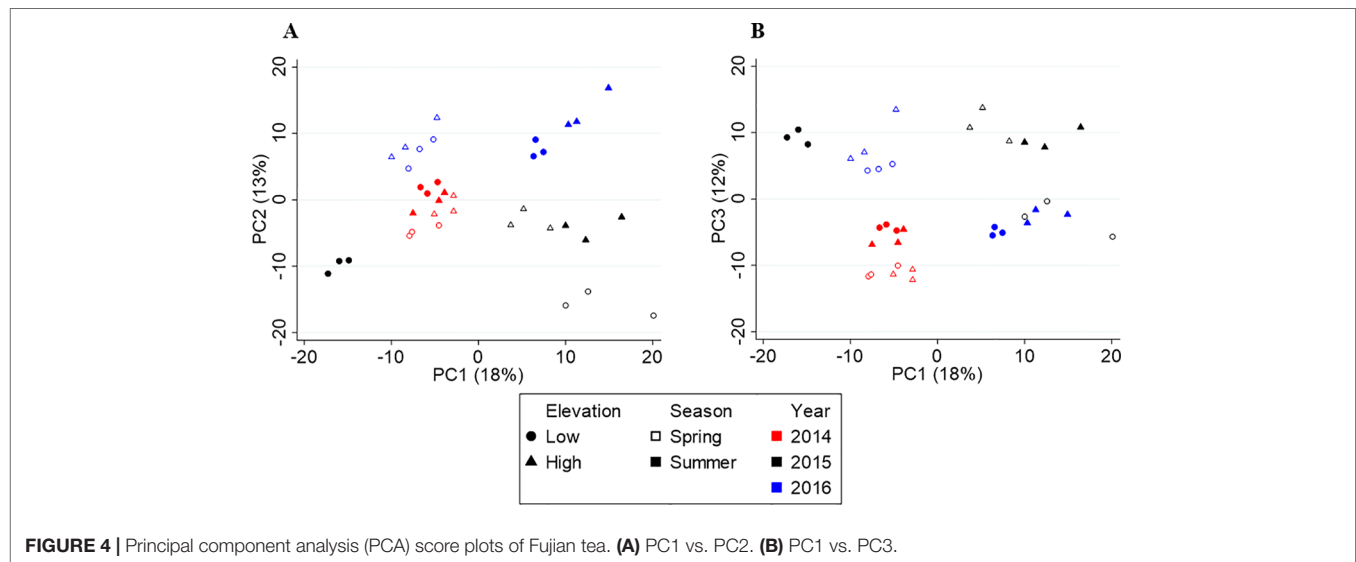 A
B
20
10
0
-10
-20
PC2 (13%)
-20 -10 0 10 20
PC1 (18%)
20
10
0
-10
-20
PC3 (12%)
-20 -10 0 10 20
PC1 (18%)
Elevation Season Year
Low Spring 2014
High Summer 2015
2016
FIGURE 4 | Principal component analysis (PCA) score plots of Fujian tea. (A) PC1 vs. PC2. (B) PC1 vs. PC3.